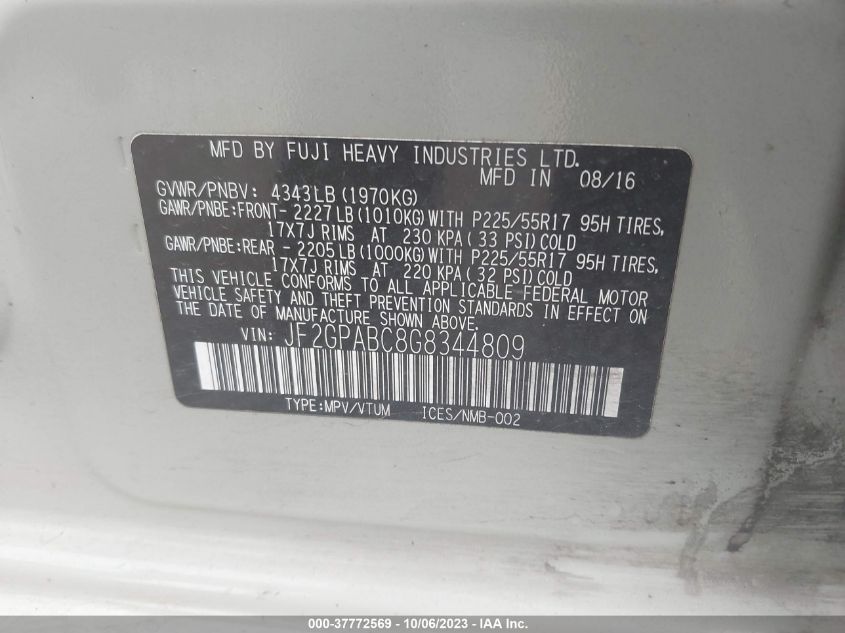 MFD BY FUJI HEAVY INDUSTRIES LTD.
MFD IN 08/16
GVWR/PNBV: 4343LB (1970KG)
GAWR/PNBE:FRONT- 2227LB (1010KG) WITH P225/55R17 95H TIRES,
17X7J RIMS AT 230 KPA (33 PSI) COLD
GAWR/PNBE:REAR - 2205LB (1000KG) WITH P225/55R17 95H TIRES,
17X7J RIMS AT 220 KPA (32 PSI) COLD
THIS VEHICLE CONFORMS TO ALL APPLICABLE FEDERAL MOTOR
VEHICLE SAFETY AND THEFT PREVENTION STANDARDS IN EFFECT ON
THE DATE OF MANUFACTURE SHOWN ABOVE.
VIN: JF2GPABC8G8344809
TYPE:MPV/VTUM ICES/NMB-002
000-37772569 - 10/06/2023 - IAA Inc.